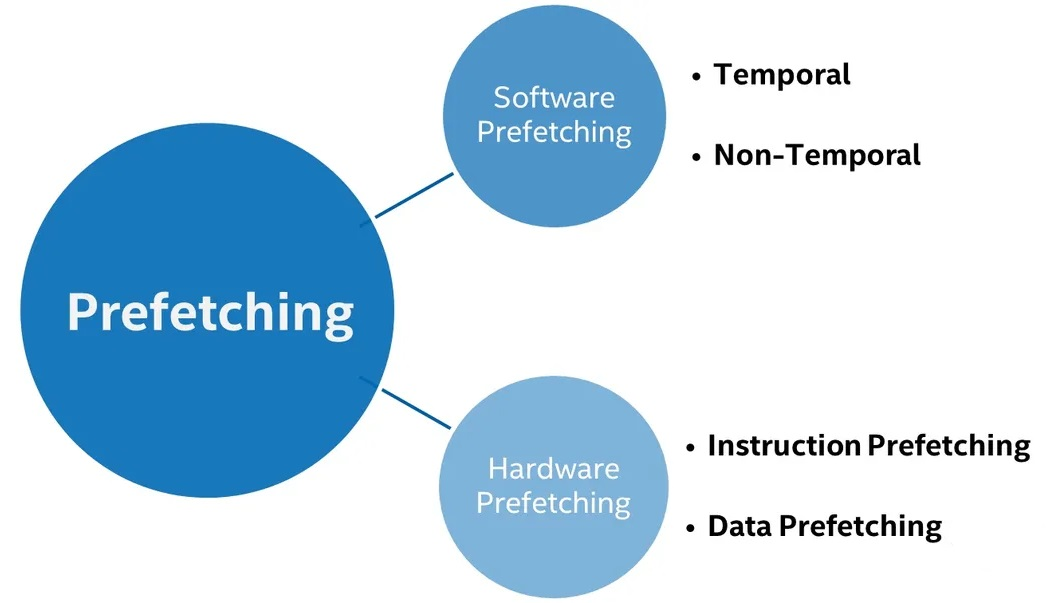 Prefetching
Software
Prefetching
• Temporal
• Non-Temporal
Hardware
Prefetching
• Instruction Prefetching
• Data Prefetching